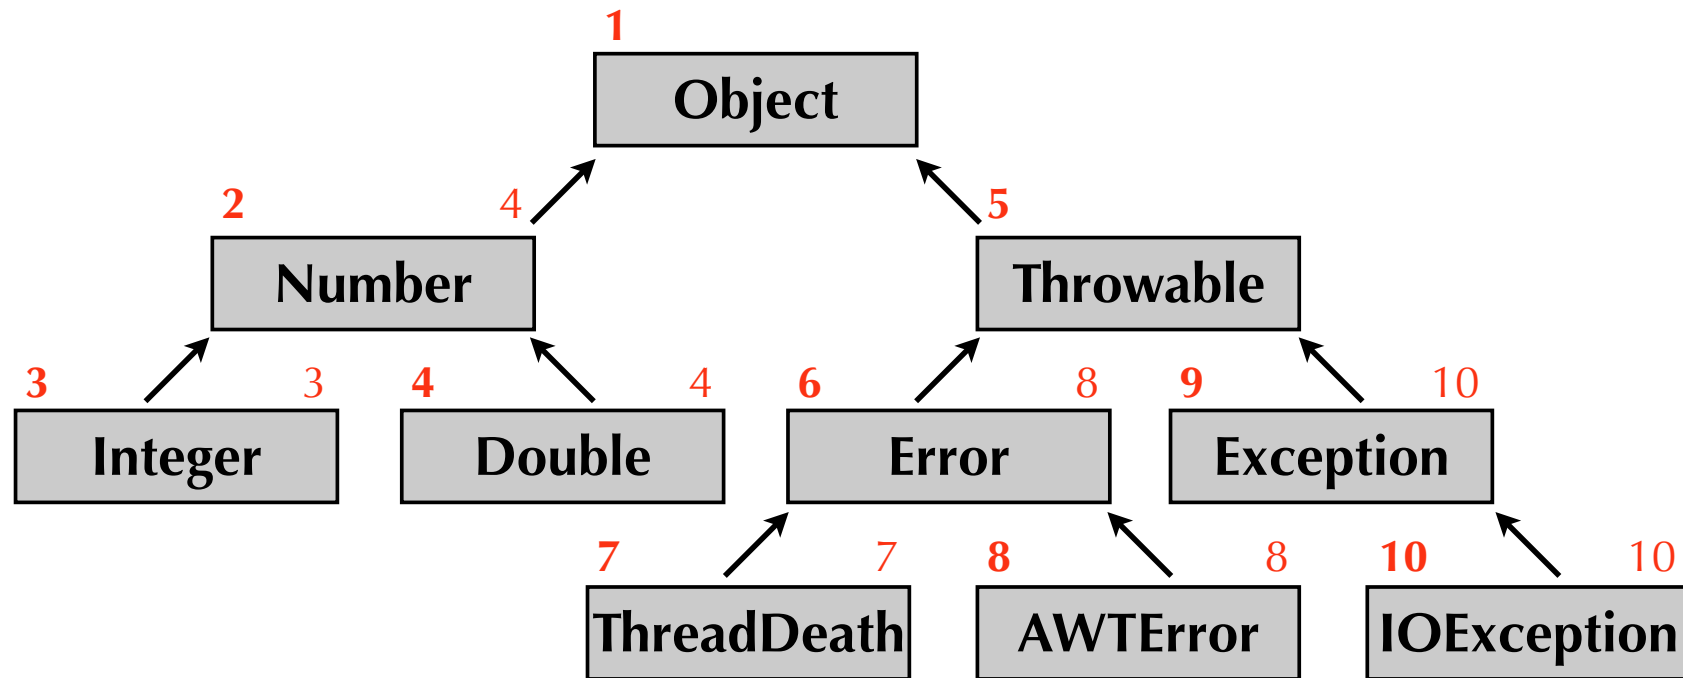 1
Object
2 4 5
Number Throwable
3 3 4 4 6 8 9 10
Integer Double Error Exception
7 7 8 8 10 10
ThreadDeath AWTError IOException